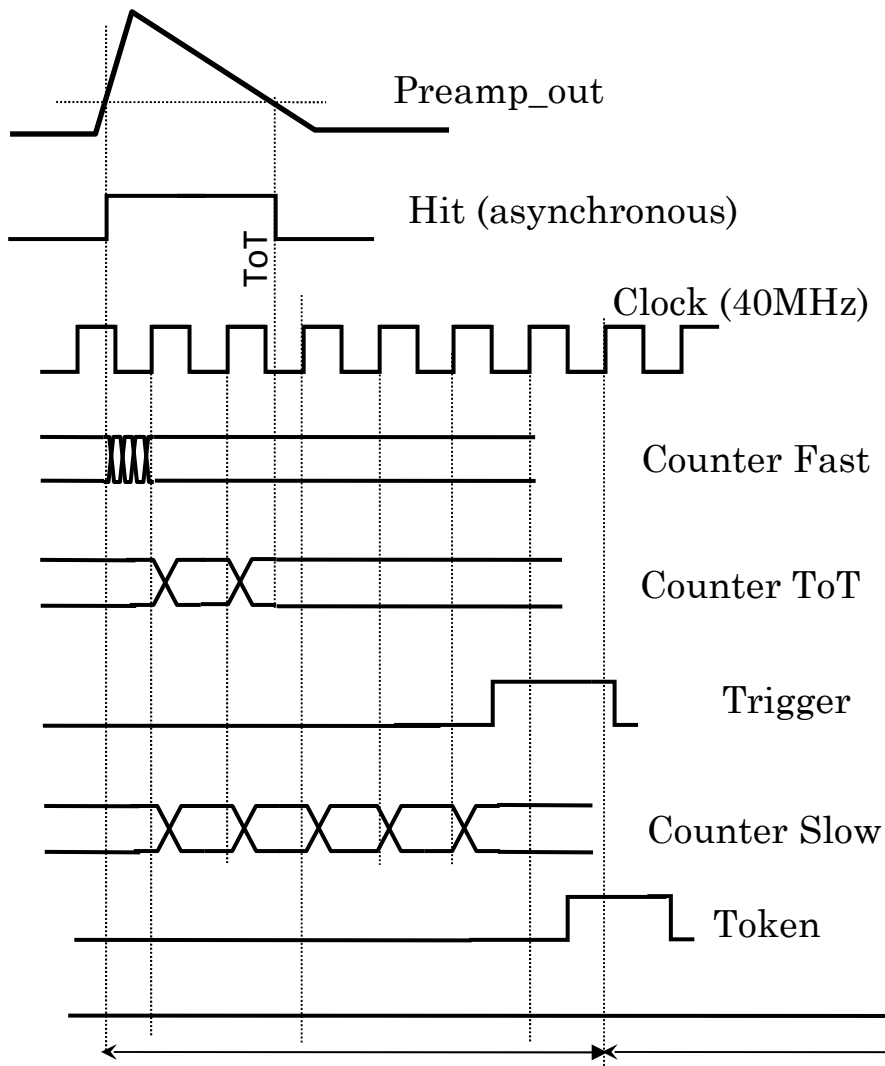 Preamp_out
Hit (asynchronous)
ToT
Clock (40MHz)
Counter Fast
Counter ToT
Trigger
Counter Slow
Token